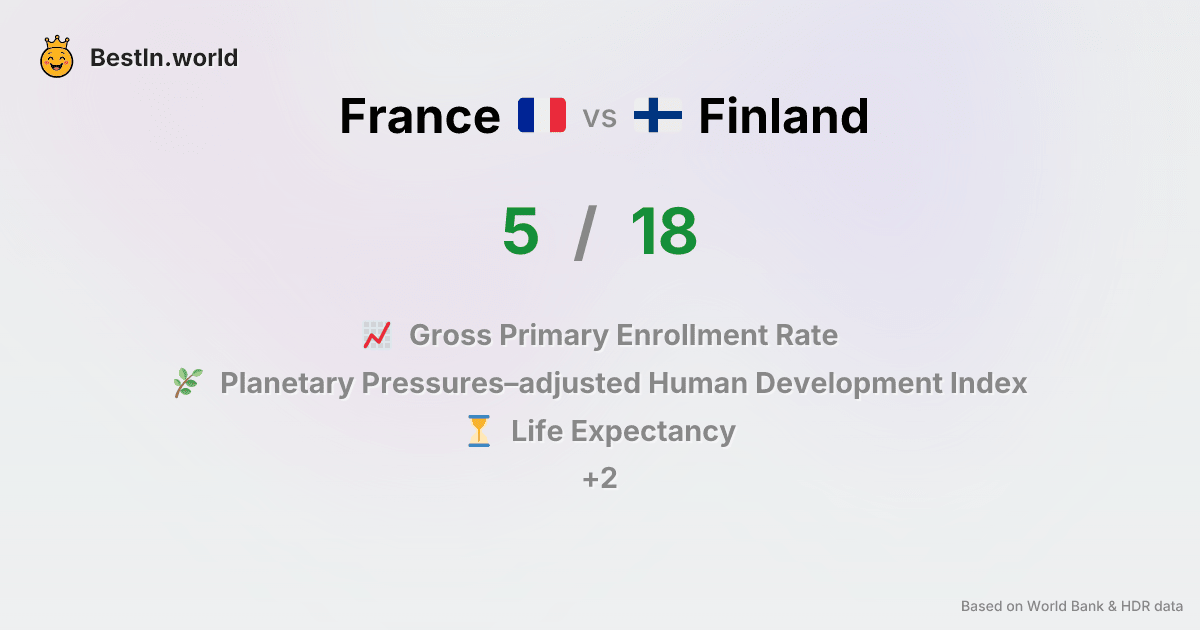 BestIn.world
France vs Finland
5 / 18
Gross Primary Enrollment Rate
Planetary Pressures–adjusted Human Development Index
Life Expectancy
+2
Based on World Bank & HDR data